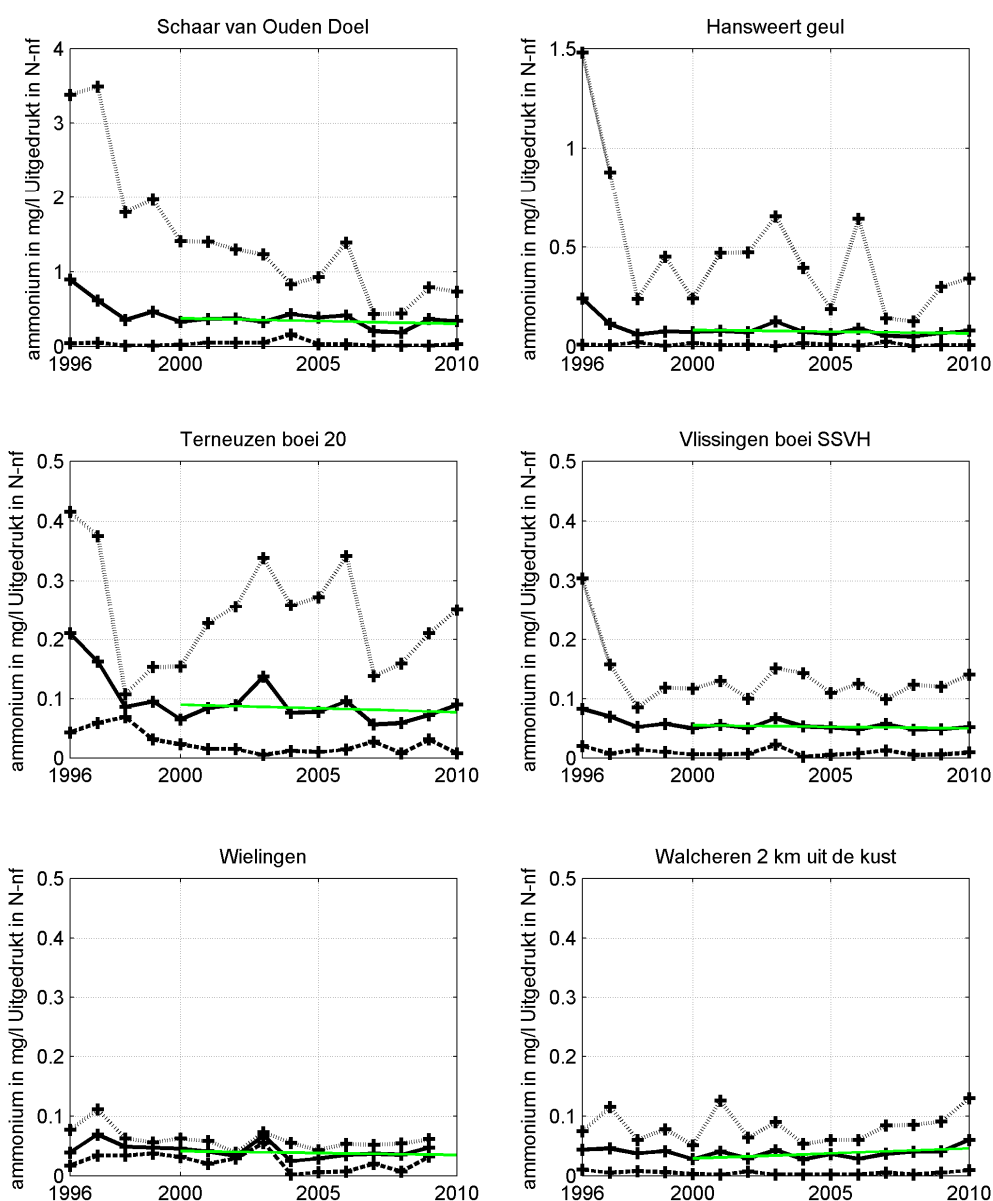 Schaar van Ouden Doel
ammonium in mg/l Uitgedrukt in N-nf
4
3
2
1
0
1996 2000 2005 2010
Hansweert geul
ammonium in mg/l Uitgedrukt in N-nf
1.5
1
0.5
0
1996 2000 2005 2010
Terneuzen boei 20
ammonium in mg/l Uitgedrukt in N-nf
0.5
0.4
0.3
0.2
0.1
0
1996 2000 2005 2010
Vlissingen boei SSVH
ammonium in mg/l Uitgedrukt in N-nf
0.5
0.4
0.3
0.2
0.1
0
1996 2000 2005 2010
Wielingen
ammonium in mg/l Uitgedrukt in N-nf
0.5
0.4
0.3
0.2
0.1
0
1996 2000 2005 2010
Walcheren 2 km uit de kust
ammonium in mg/l Uitgedrukt in N-nf
0.5
0.4
0.3
0.2
0.1
0
1996 2000 2005 2010